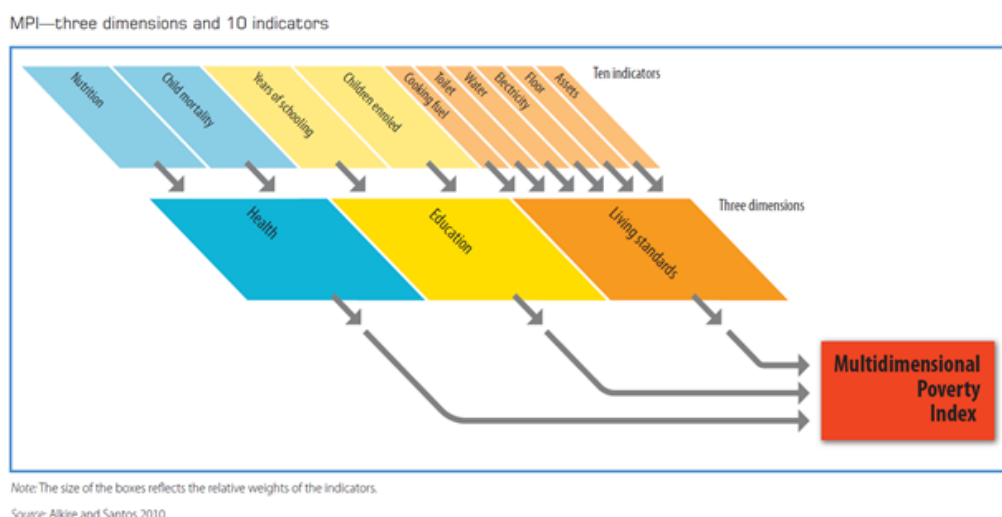 MPI—three dimensions and 10 indicators
Nutrition
Child mortality
Years of schooling
Children enroled
Cooking fuel
Toilet
Water
Electricity
Floor
Assets
Ten indicators
Health
Education
Living standards
Three dimensions
Multidimensional
Poverty
Index
Note: The size of the boxes reflects the relative weights of the indicators.
Source: Alkire and Santos 2010.